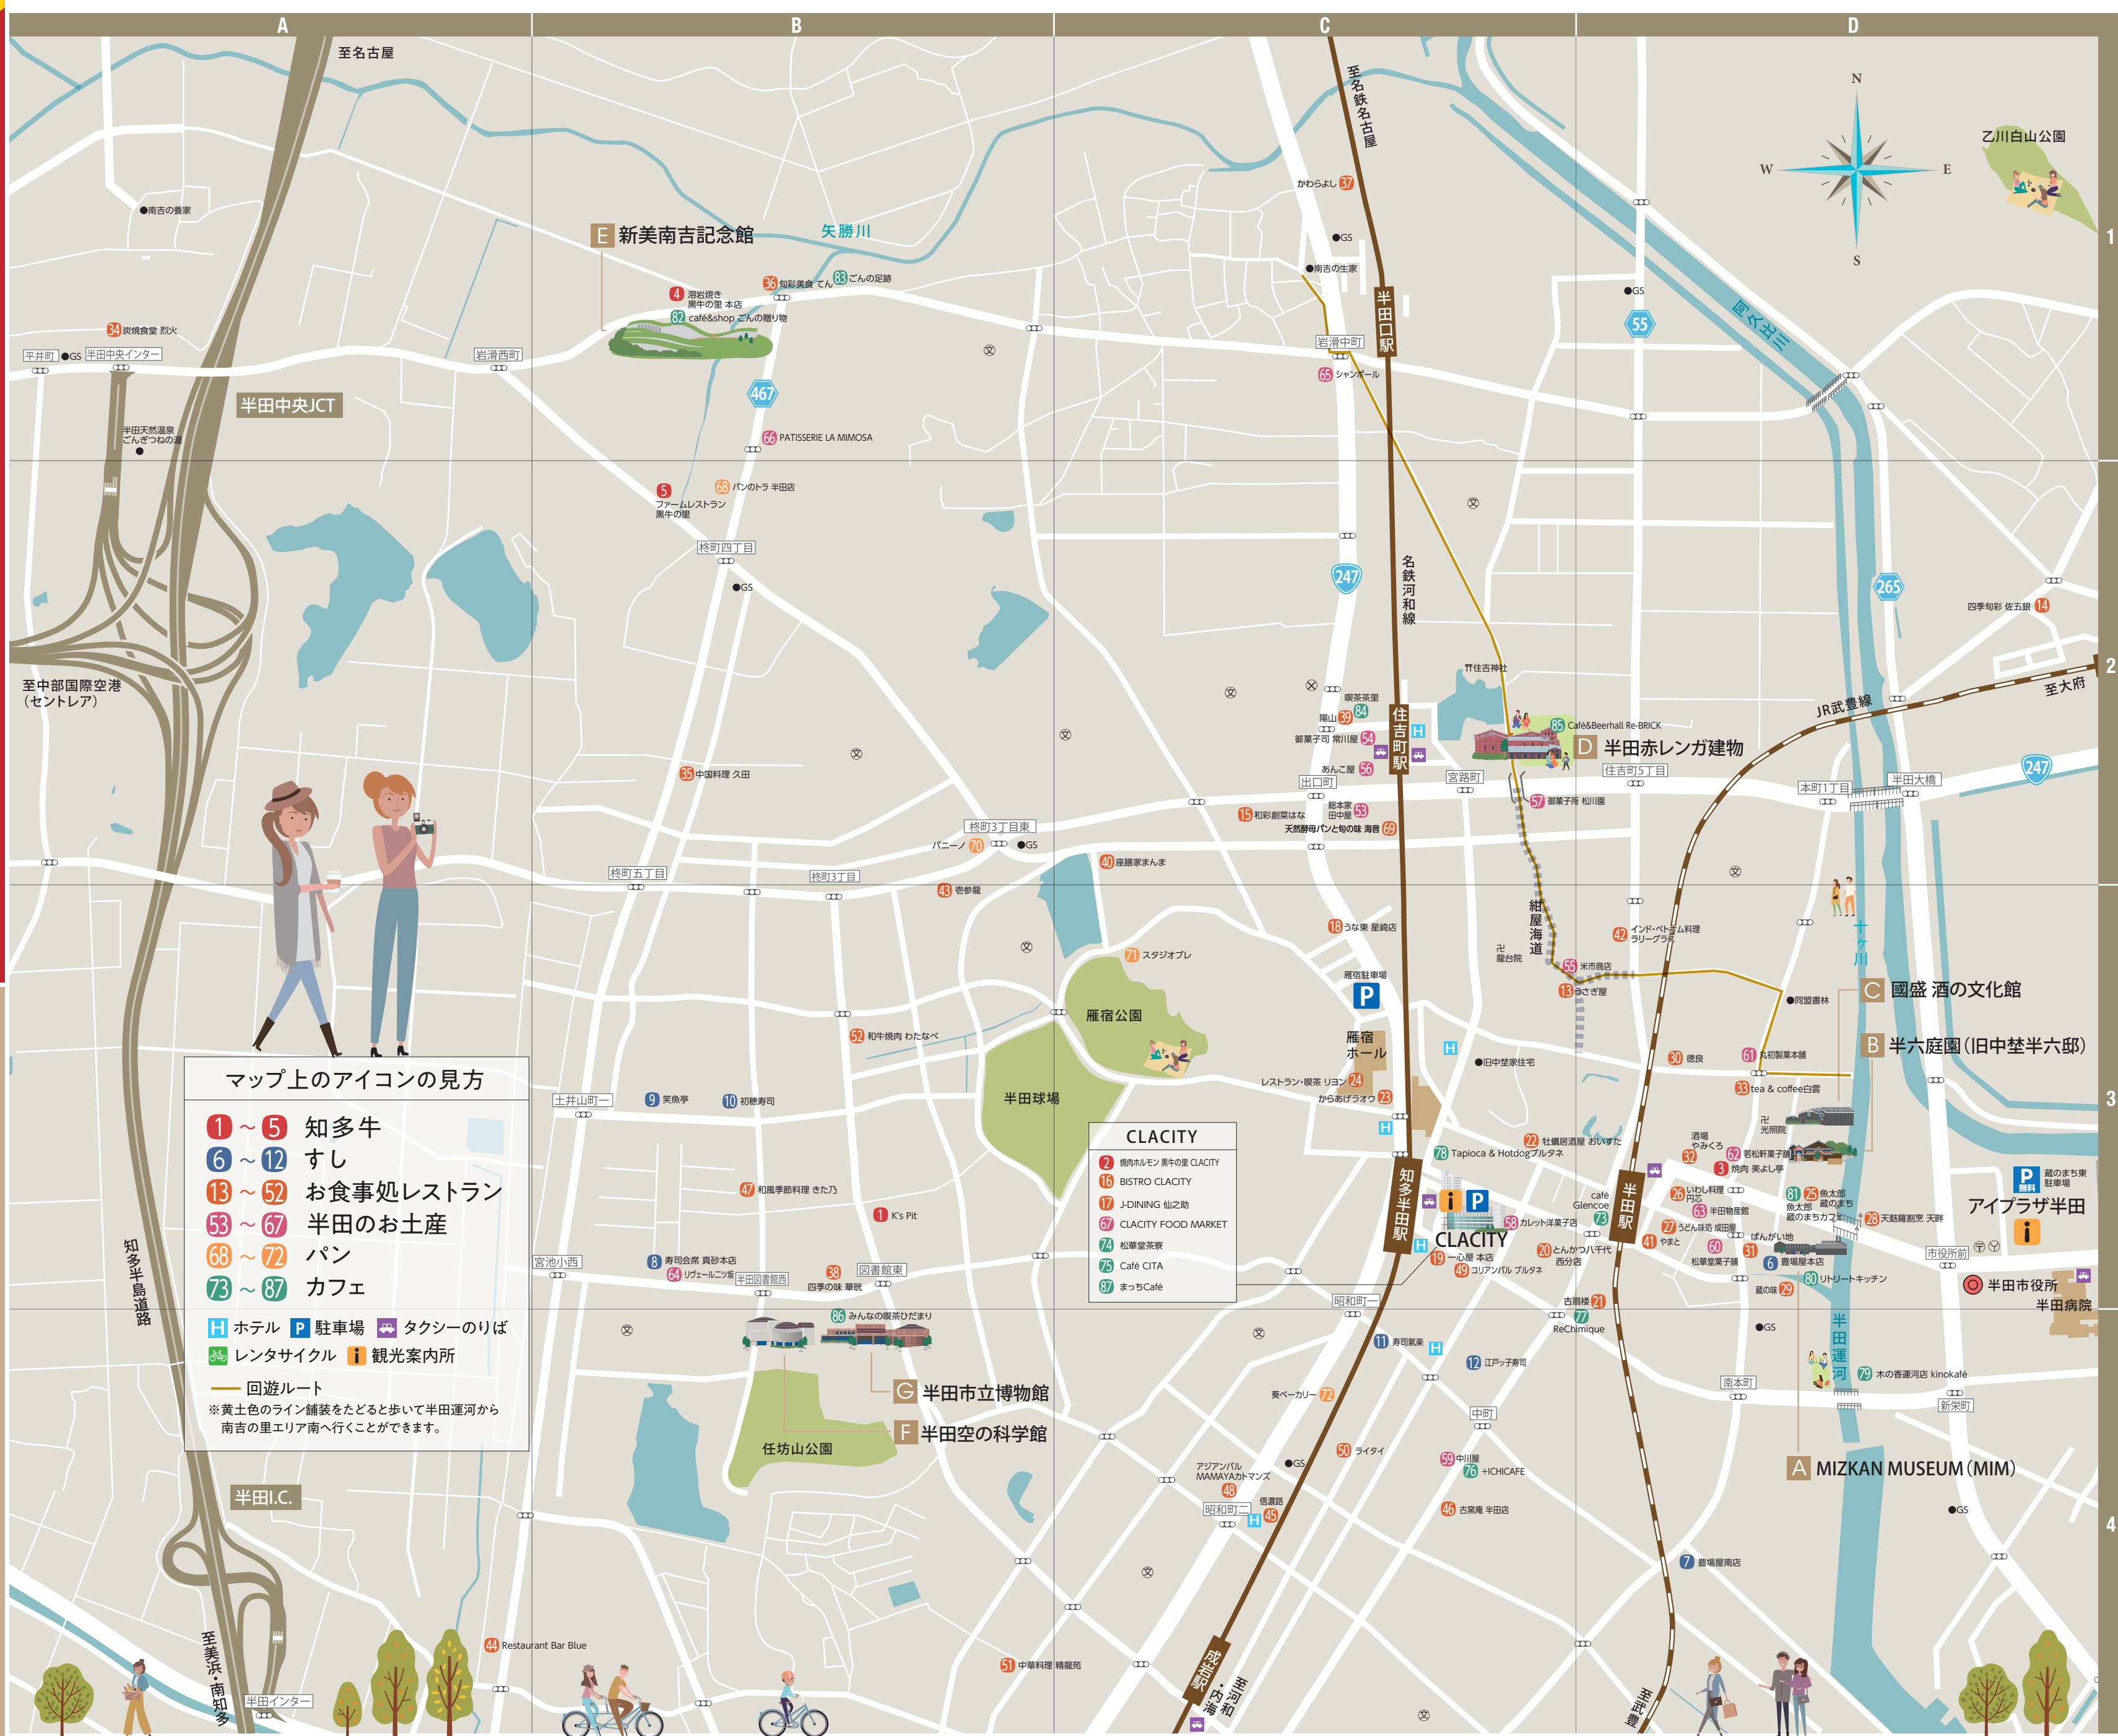 A
B
C
D
1
2
3
4
至名古屋
至名鉄名古屋
N
W
E
S
乙川白山公園
●南吉の養家
E 新美南吉記念館
矢勝川
かわらよし 37
●GS
●南吉の生家
半田口駅
●GS
55
阿久比川
4 溶岩焼き
黒牛の里 本店
36 旬彩美食 てん
83 ごんの足跡
82 café&shop ごんの贈り物
34 炭焼食堂 烈火
平井町
●GS
半田中央インター
岩滑西町
岩滑中町
65 シャンボール
467
半田中央JCT
半田天然温泉
ごんぎつねの湯
66 PATISSERIE LA MIMOSA
5
ファームレストラン
黒牛の里
68 パンのトラ 半田店
柊町四丁目
●GS
247
名鉄河和線
265
四季旬彩 佐五銀 14
至中部国際空港
（セントレア）
住吉神社
至大府
JR武豊線
喫茶茶里
84
陽山 39
御菓子司 常川屋 54
あんこ屋 56
住吉町駅
H
85 Café&Beerhall Re-BRICK
D 半田赤レンガ建物
35 中国料理 久田
出口町
宮路町
住吉町5丁目
本町1丁目
半田大橋
247
15 和彩創菜はな
総本家
田中屋 53
天然酵母パンと旬の味 海音 69
57 御菓子所 松川園
柊町3丁目東
パニーノ 70
●GS
40 座膳家まんま
柊町五丁目
柊町3丁目
43 壱参龍
18 うな東 星崎店
紺屋海道
42 インド・ベトナム料理
ラリーグラス
十ヶ川
71 スタジオプレ
卍
龍台院
55 米市商店
13 うさぎ屋
雁宿駐車場
P
●同盟書林
C 國盛 酒の文化館
雁宿公園
52 和牛焼肉 わたなべ
雁宿
ホール
H
●旧中埜家住宅
30 徳良
61 丸初製菓本舗
B 半六庭園（旧中埜半六邸）
レストラン・喫茶 リヨン 24
からあげラオウ 23
33 tea & coffee白雲
半田球場
土井山町一
9 笑魚亭
10 初穂寿司
マップ上のアイコンの見方
1 ～ 5 知多牛
6 ～ 12 すし
13 ～ 52 お食事処レストラン
53 ～ 67 半田のお土産
68 ～ 72 パン
73 ～ 87 カフェ
H ホテル P 駐車場 タクシーのりば
レンタサイクル i 観光案内所
回遊ルート
※黄土色のライン舗装をたどると歩いて半田運河から
南吉の里エリア南へ行くことができます。
CLACITY
2 焼肉ホルモン 黒牛の里 CLACITY
16 BISTRO CLACITY
17 J-DINING 仙之助
67 CLACITY FOOD MARKET
74 松華堂茶寮
75 Café CITA
87 まっちCafé
H
78 Tapioca & Hotdogブルタネ
22 牡蠣居酒屋 おいすた
卍
光照院
酒場
やみくろ
32
62 若松軒菓子舗
3 焼肉 美よし亭
知多半田駅
i
P
CLACITY
58 カレット洋菓子店
café
Glencoe
73
半田駅
26 いわし料理
円芯
63 半田物産館
81 25 魚太郎
蔵のまち
魚太郎
蔵のまちカフェ
28 天麩羅割烹 天畔
P
無料
蔵のまち東
駐車場
アイプラザ半田
i
27 うどん味処 成田屋
41 やまと
60
松華堂菓子舗
ばんがい地
31
6 豊場屋本店
80 リトリートキッチン
蔵の味 29
市役所前
半田市役所
半田病院
47 和風季節料理 きた乃
1 K's Pit
知多半島道路
宮池小西
8 寿司会席 真砂本店
64 リヴェールニツ坂
半田図書館西
38
四季の味 華晄
図書館東
H
19 一心屋 本店
49 コリアンバル ブルタネ
20 とんかつ八千代
西分店
昭和町一
古扇楼 21
77
ReChimique
86 みんなの喫茶ひだまり
11 寿司氣楽
H
12 江戸ッ子寿司
●GS
半田運河
79 木の香運河店 kinokafé
G 半田市立博物館
F 半田空の科学館
任坊山公園
葵ベーカリー 72
南本町
新栄町
中町
50 ライタイ
●GS
59 中川屋
76 +ICHICAFE
A MIZKAN MUSEUM（MIM）
アジアンバル
MAMAYAカトマンズ
48
昭和町二
信濃路
45
H
46 古窯庵 半田店
●GS
半田I.C.
7 豊場屋南店
44 Restaurant Bar Blue
51 中華料理 精龍苑
成岩駅
至河和・内海
至武豊
至美浜・南知多
半田インター